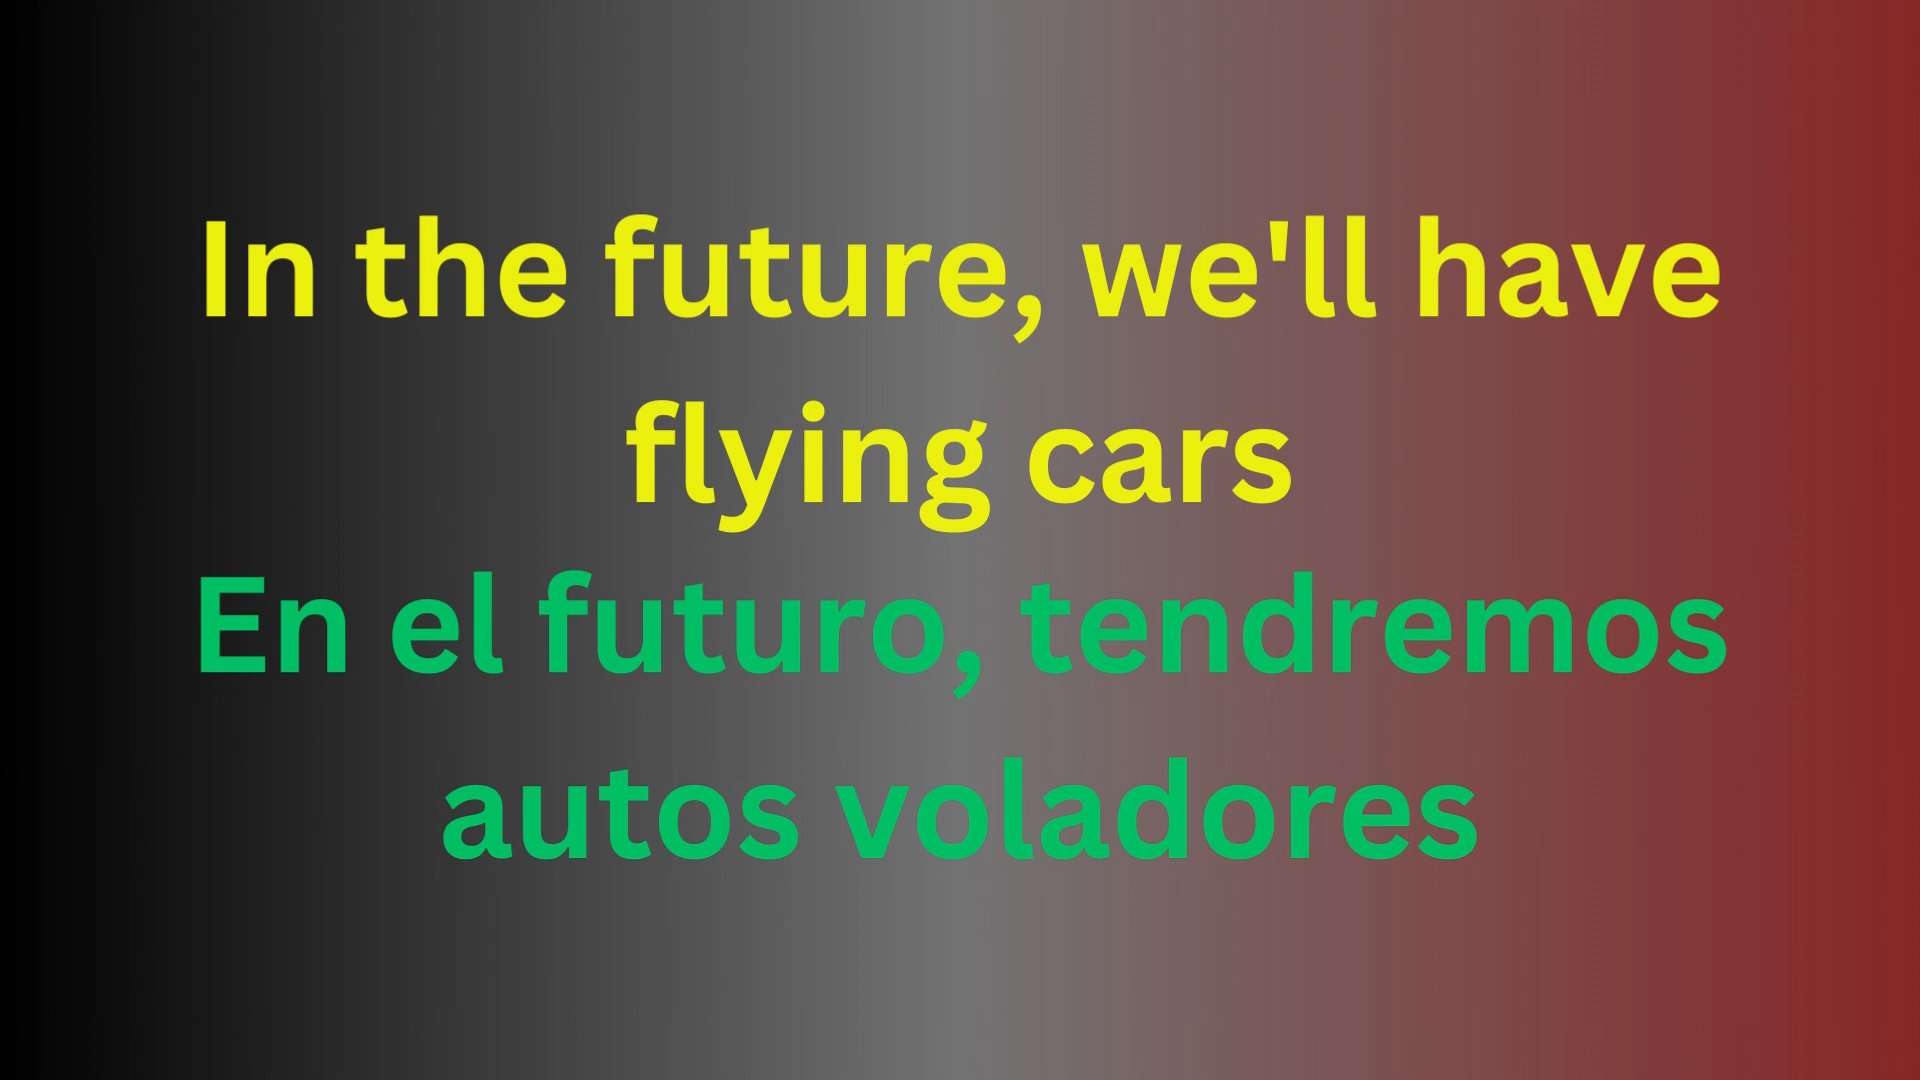 In the future, we'll have
flying cars
En el futuro, tendremos
autos voladores